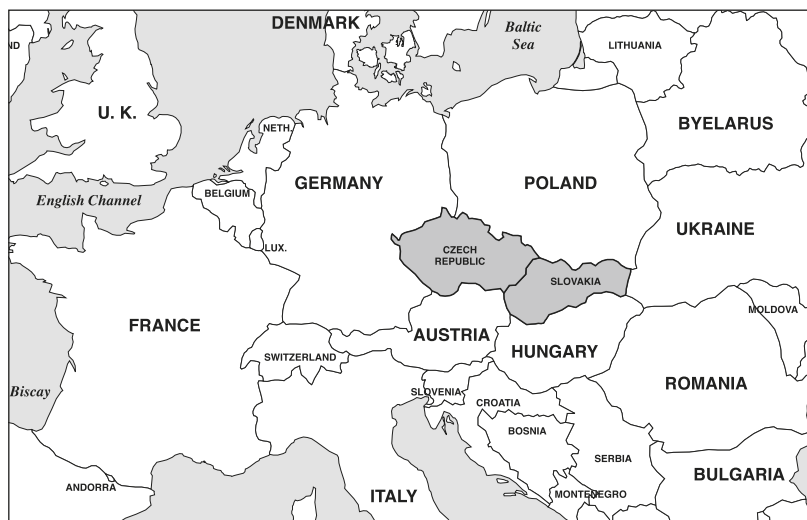 DENMARK
Baltic
Sea
LITHUANIA
ND
U. K.
BYELARUS
NETH.
GERMANY
POLAND
BELGIUM
English Channel
UKRAINE
LUX.
CZECH
REPUBLIC
SLOVAKIA
MOLDOVA
FRANCE
AUSTRIA
SWITZERLAND
HUNGARY
ROMANIA
Biscay
SLOVENIA
CROATIA
BOSNIA
SERBIA
BULGARIA
ANDORRA
ITALY
MONTENEGRO